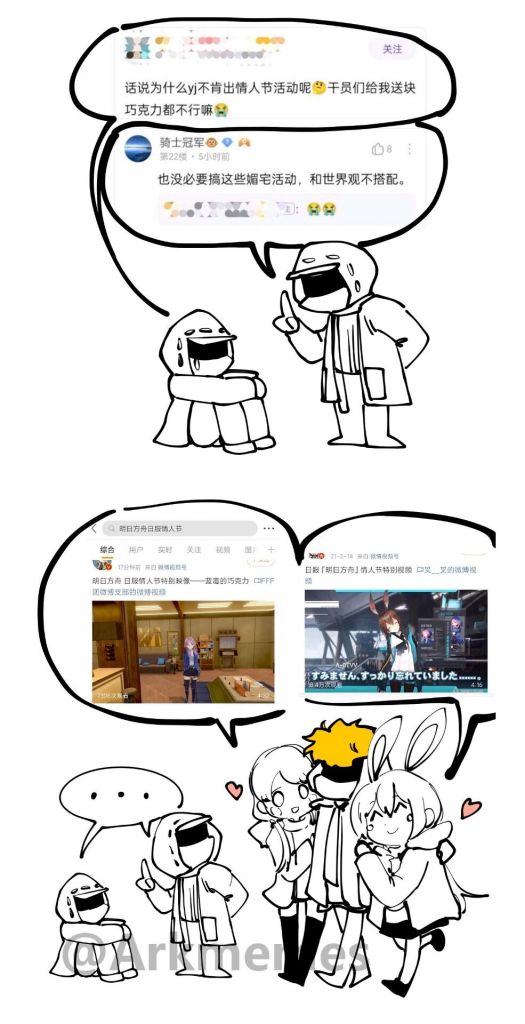 关注
话说为什么yj不肯出情人节活动呢🤔干员们给我送块
巧克力都不行嘛😭
骑士冠军🐵💎🎮
8
第22楼·5小时前
也没必要搞这些媚宅活动，和世界观不搭配。
主]：😭😭
明日方舟日服情人节
综合 用户 实时 关注 视频 图
17分钟前 来自 微博视频号
明日方舟 日服情人节特别映像——蓝毒的巧克力 FFF
团微博支部的微博视频
4:32
21-2-14 来自 微博视频号
日服『明日方舟』情人节特别视频 叉__叉的微博视
频
すみません、すっかり忘れていました……。
4:16
...
@Arkmemes